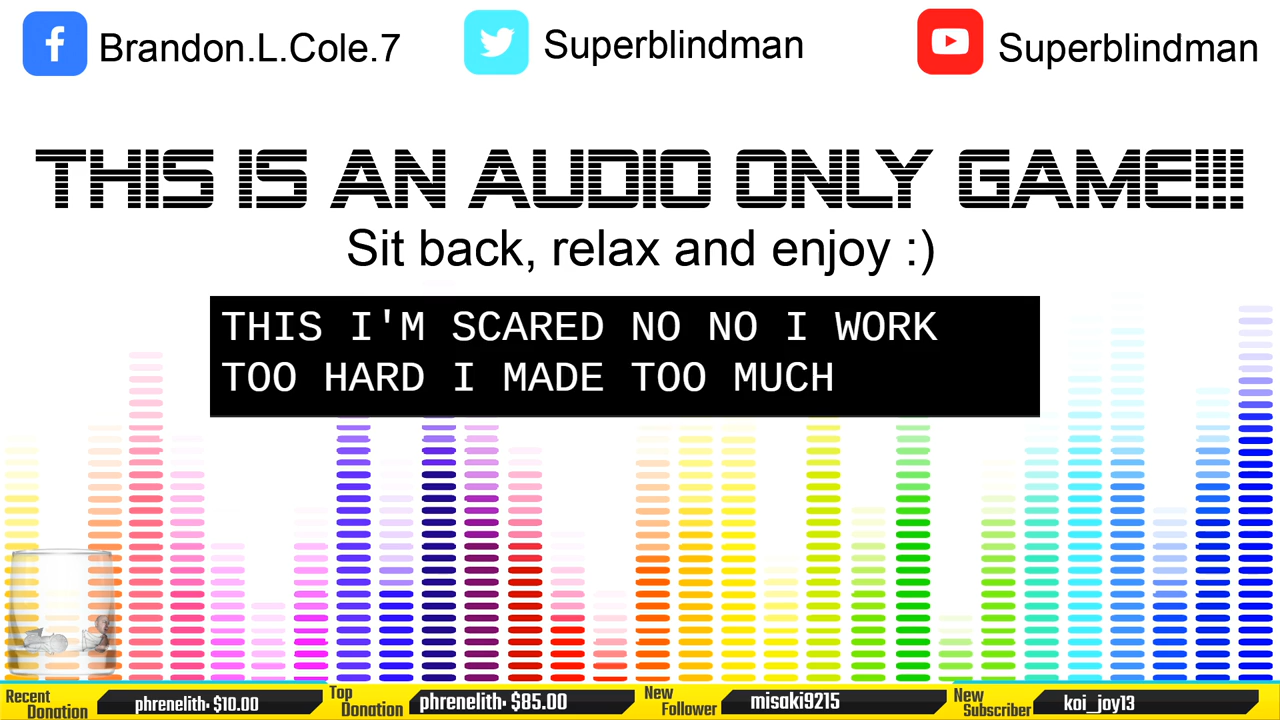 Brandon.L.Cole.7
Superblindman
Superblindman
THIS IS AN AUDIO ONLY GAME!!!
Sit back, relax and enjoy :)
THIS I'M SCARED NO NO I WORK
TOO HARD I MADE TOO MUCH
Recent Donation
phrenelith: $10.00
Top Donation
phrenelith: $85.00
New Follower
misaki9215
New Subscriber
koi_joy13